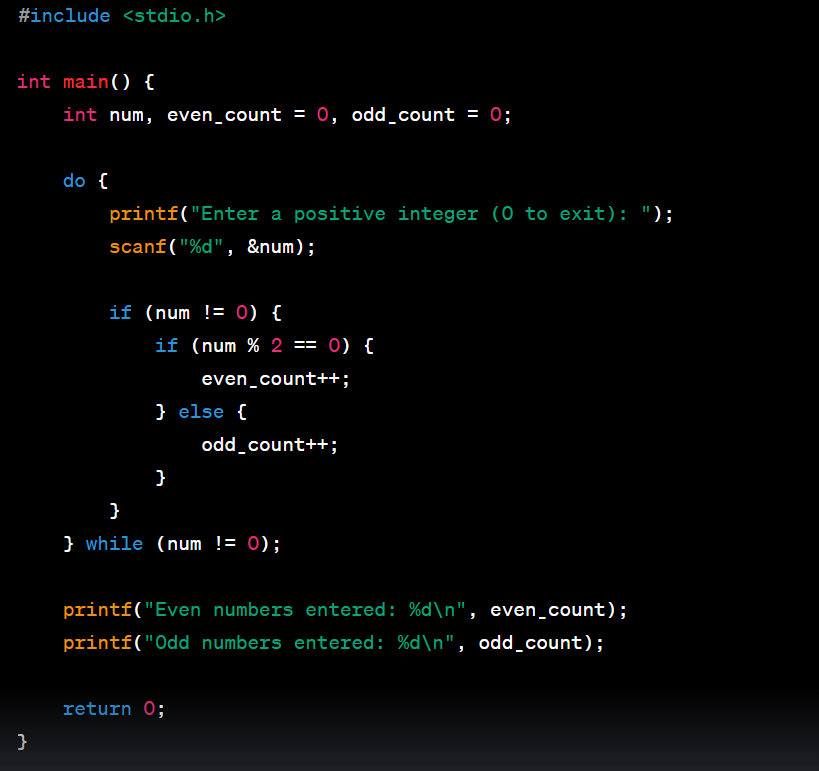 #include <stdio.h>
int main() {
    int num, even_count = 0, odd_count = 0;
    do {
        printf("Enter a positive integer (0 to exit): ");
        scanf("%d", &num);
        if (num != 0) {
            if (num % 2 == 0) {
                even_count++;
            } else {
                odd_count++;
            }
        }
    } while (num != 0);
    printf("Even numbers entered: %d\n", even_count);
    printf("Odd numbers entered: %d\n", odd_count);
    return 0;
}